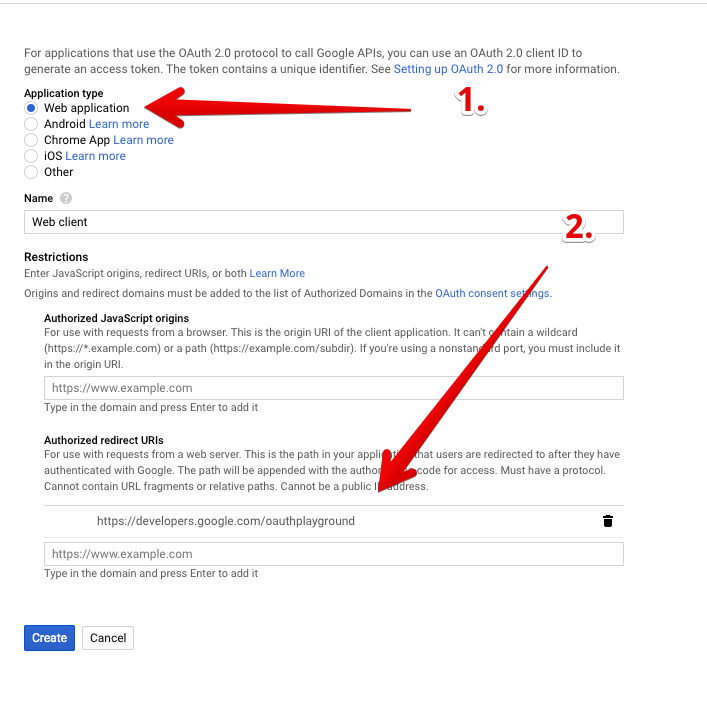 For applications that use the OAuth 2.0 protocol to call Google APIs, you can use an OAuth 2.0 client ID to
generate an access token. The token contains a unique identifier. See Setting up OAuth 2.0 for more information.
Application type
Web application
1.
Android Learn more
Chrome App Learn more
iOS Learn more
Other
Name ?
Web client
2.
Restrictions
Enter JavaScript origins, redirect URIs, or both Learn More
Origins and redirect domains must be added to the list of Authorized Domains in the OAuth consent settings.
Authorized JavaScript origins
For use with requests from a browser. This is the origin URI of the client application. It can't contain a wildcard
(https://*.example.com) or a path (https://example.com/subdir). If you're using a nonstandard port, you must include it
in the origin URI.
https://www.example.com
Type in the domain and press Enter to add it
Authorized redirect URIs
For use with requests from a web server. This is the path in your application that users are redirected to after they have
authenticated with Google. The path will be appended with the authorization code for access. Must have a protocol.
Cannot contain URL fragments or relative paths. Cannot be a public IP address.
https://developers.google.com/oauthplayground
https://www.example.com
Type in the domain and press Enter to add it
Create Cancel